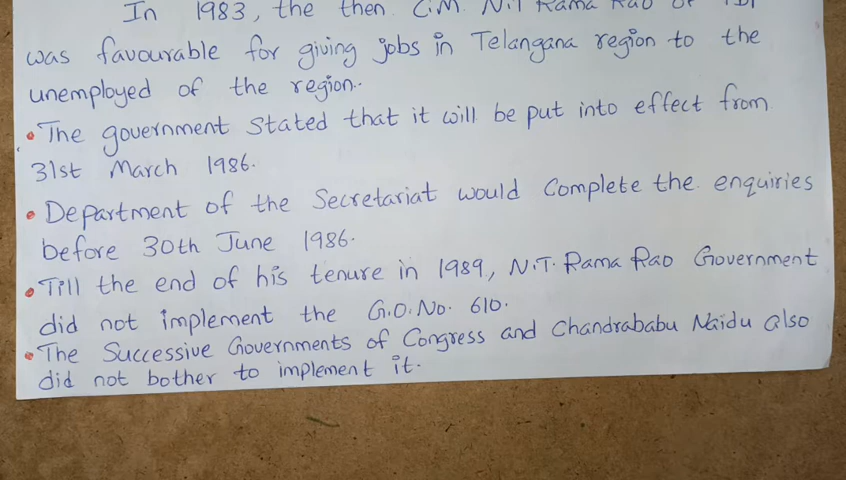 In 1983, the then C.M. N.T Rama Rao of TDP
was favourable for giving jobs in Telangana region to the
unemployed of the region.
• The government stated that it will be put into effect from
31st March 1986.
• Department of the Secretariat would complete the enquiries
before 30th June 1986.
• Till the end of his tenure in 1989, N.T. Rama Rao Government
did not implement the G.O.No. 610.
• The Successive Governments of Congress and Chandrababu Naidu also
did not bother to implement it.